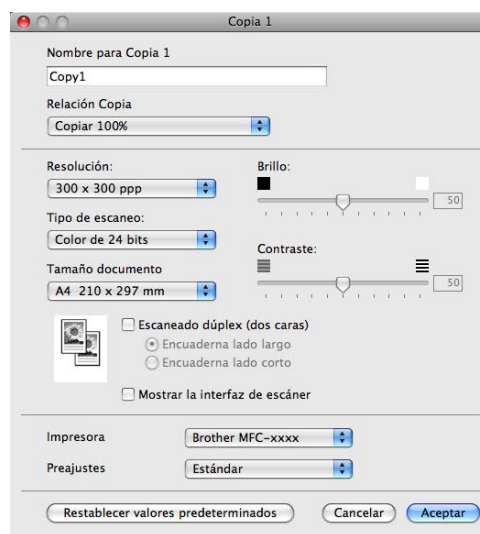 Copia 1
Nombre para Copia 1
Copy1
Relación Copia
Copiar 100%
Resolución:
300 x 300 ppp
Tipo de escaneo:
Color de 24 bits
Tamaño documento
A4 210 x 297 mm
Brillo:
50
Contraste:
50
Escaneado dúplex (dos caras)
Encuaderna lado largo
Encuaderna lado corto
Mostrar la interfaz de escáner
Impresora
Brother MFC-xxxx
Preajustes
Estándar
Restablecer valores predeterminados
Cancelar
Aceptar